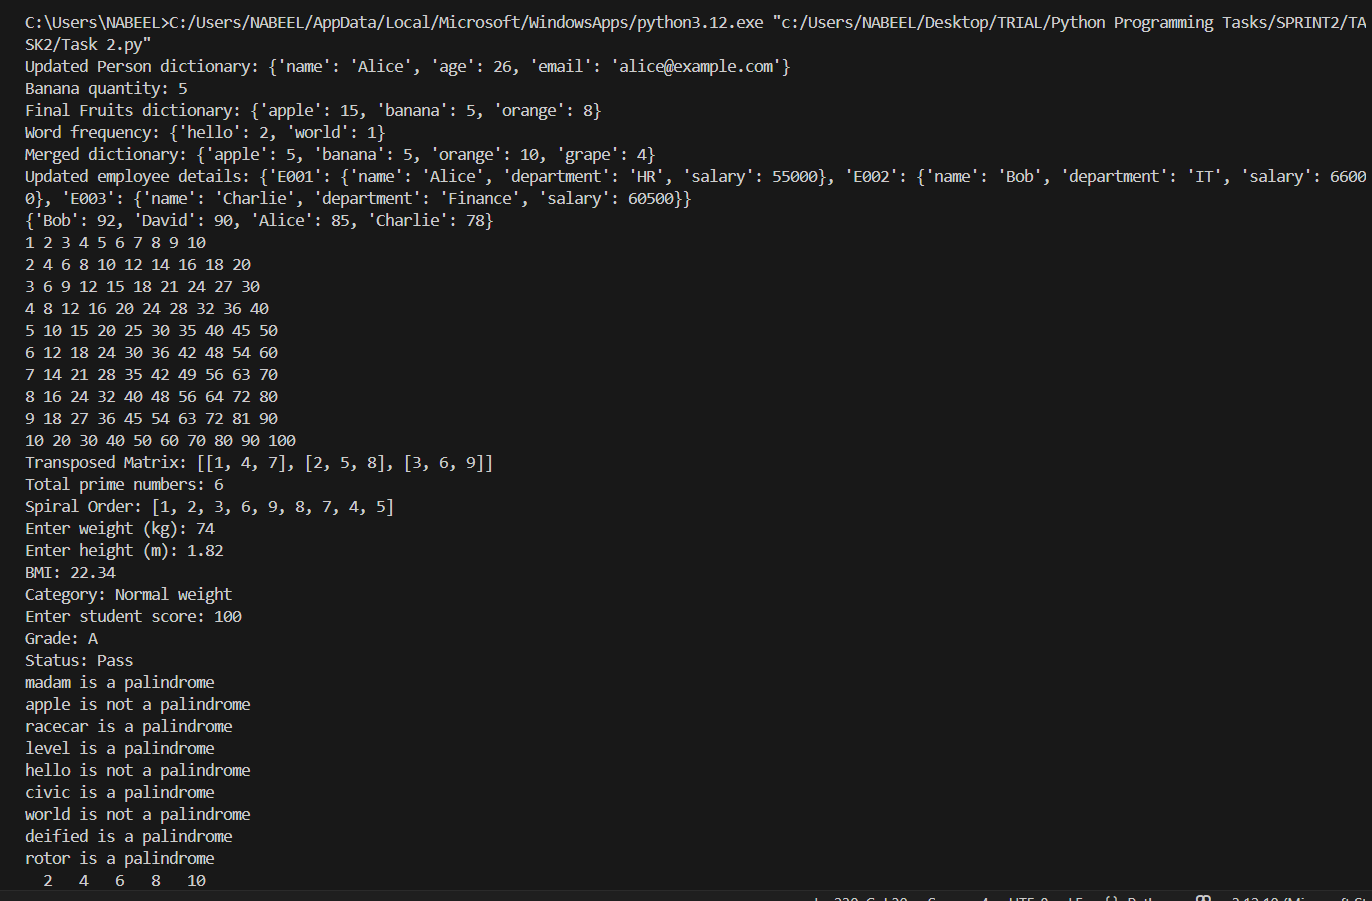 C:\Users\NABEEL>C:/Users/NABEEL/AppData/Local/Microsoft/WindowsApps/python3.12.exe "c:/Users/NABEEL/Desktop/TRIAL/Python Programming Tasks/SPRINT2/TA
SK2/Task 2.py"
Updated Person dictionary: {'name': 'Alice', 'age': 26, 'email': 'alice@example.com'}
Banana quantity: 5
Final Fruits dictionary: {'apple': 15, 'banana': 5, 'orange': 8}
Word frequency: {'hello': 2, 'world': 1}
Merged dictionary: {'apple': 5, 'banana': 5, 'orange': 10, 'grape': 4}
Updated employee details: {'E001': {'name': 'Alice', 'department': 'HR', 'salary': 55000}, 'E002': {'name': 'Bob', 'department': 'IT', 'salary': 6600
0}, 'E003': {'name': 'Charlie', 'department': 'Finance', 'salary': 60500}}
{'Bob': 92, 'David': 90, 'Alice': 85, 'Charlie': 78}
1 2 3 4 5 6 7 8 9 10
2 4 6 8 10 12 14 16 18 20
3 6 9 12 15 18 21 24 27 30
4 8 12 16 20 24 28 32 36 40
5 10 15 20 25 30 35 40 45 50
6 12 18 24 30 36 42 48 54 60
7 14 21 28 35 42 49 56 63 70
8 16 24 32 40 48 56 64 72 80
9 18 27 36 45 54 63 72 81 90
10 20 30 40 50 60 70 80 90 100
Transposed Matrix: [[1, 4, 7], [2, 5, 8], [3, 6, 9]]
Total prime numbers: 6
Spiral Order: [1, 2, 3, 6, 9, 8, 7, 4, 5]
Enter weight (kg): 74
Enter height (m): 1.82
BMI: 22.34
Category: Normal weight
Enter student score: 100
Grade: A
Status: Pass
madam is a palindrome
apple is not a palindrome
racecar is a palindrome
level is a palindrome
hello is not a palindrome
civic is a palindrome
world is not a palindrome
deified is a palindrome
rotor is a palindrome
2 4 6 8 10